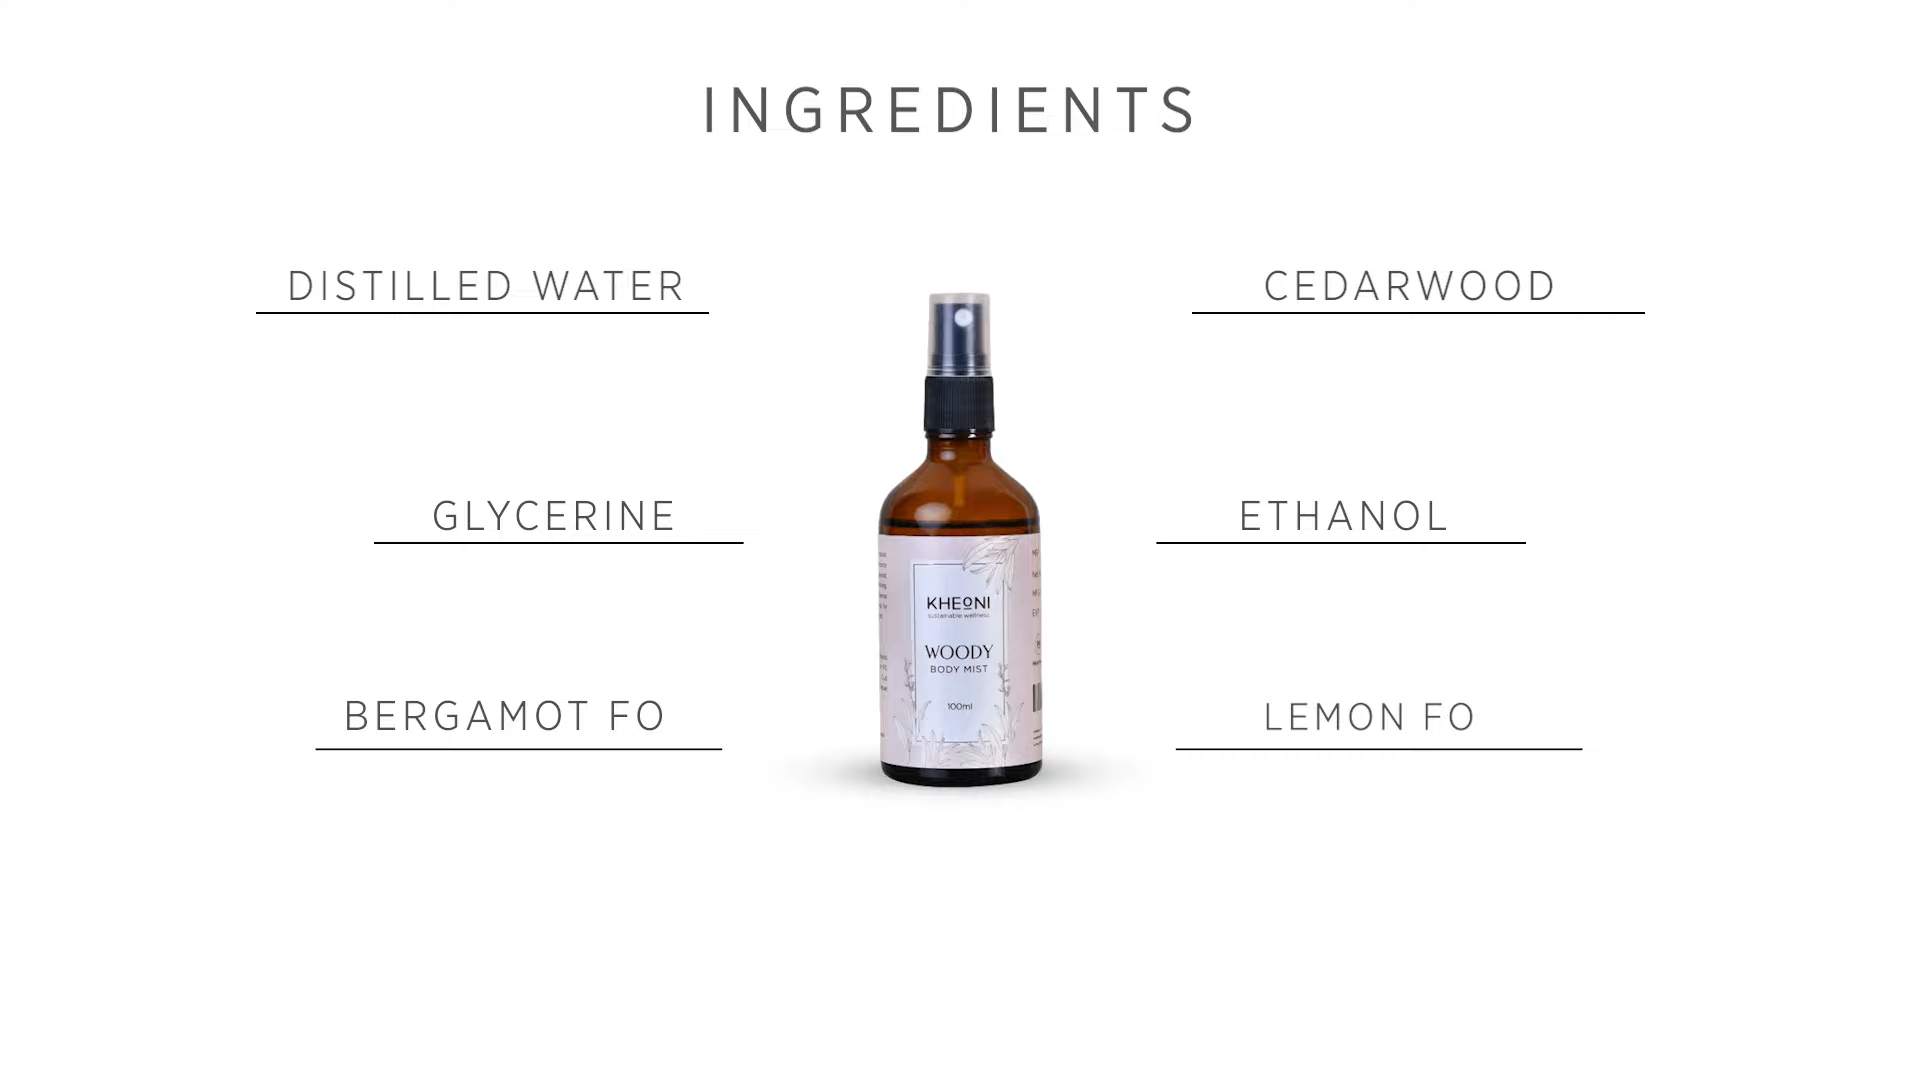 INGREDIENTS
DISTILLED WATER
CEDARWOOD
GLYCERINE
ETHANOL
BERGAMOT FO
LEMON FO
KHEONI
sustainable wellness
WOODY
BODY MIST
100ml